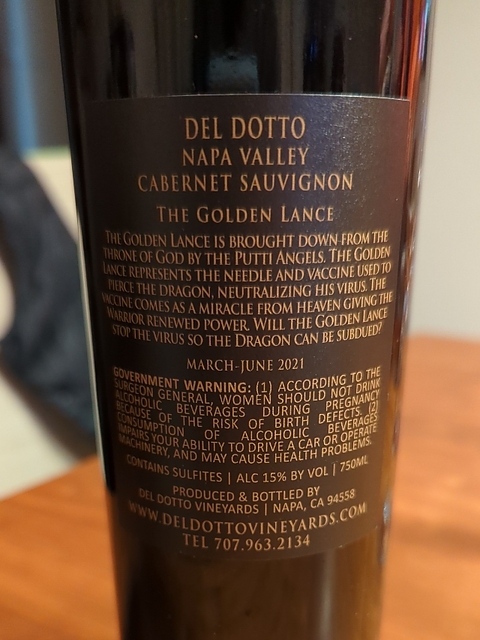 DEL DOTTO
NAPA VALLEY
CABERNET SAUVIGNON
THE GOLDEN LANCE
THE GOLDEN LANCE IS BROUGHT DOWN FROM THE
THRONE OF GOD BY THE PUTTI ANGELS. THE GOLDEN
LANCE REPRESENTS THE NEEDLE AND VACCINE USED TO
PIERCE THE DRAGON, NEUTRALIZING HIS VIRUS. THE
VACCINE COMES AS A MIRACLE FROM HEAVEN GIVING THE
WARRIOR RENEWED POWER. WILL THE GOLDEN LANCE
STOP THE VIRUS SO THE DRAGON CAN BE SUBDUED?
MARCH-JUNE 2021
GOVERNMENT WARNING: (1) ACCORDING TO THE
SURGEON GENERAL, WOMEN SHOULD NOT DRINK
ALCOHOLIC BEVERAGES DURING PREGNANCY
BECAUSE OF THE RISK OF BIRTH DEFECTS. (2)
CONSUMPTION OF ALCOHOLIC BEVERAGES
IMPAIRS YOUR ABILITY TO DRIVE A CAR OR OPERATE
MACHINERY, AND MAY CAUSE HEALTH PROBLEMS.
CONTAINS SULFITES | ALC 15% BY VOL | 750ML
PRODUCED & BOTTLED BY
DEL DOTTO VINEYARDS | NAPA, CA 94558
WWW.DELDOTTOVINEYARDS.COM
TEL 707.963.2134